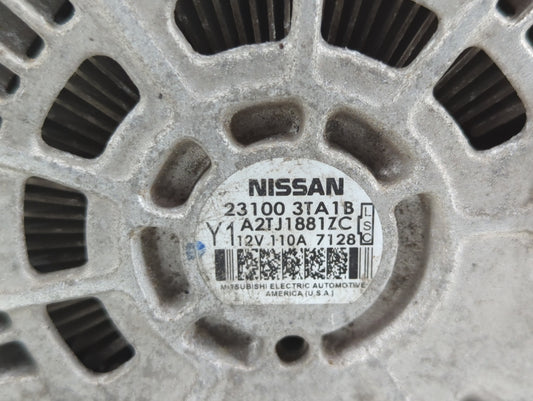 NISSAN
23100 3TA1B
Y1 A2TJ1881ZC
12V 110A 7128
L
S
C
MITSUBISHI ELECTRIC AUTOMOTIVE
AMERICA (U.S.A.)